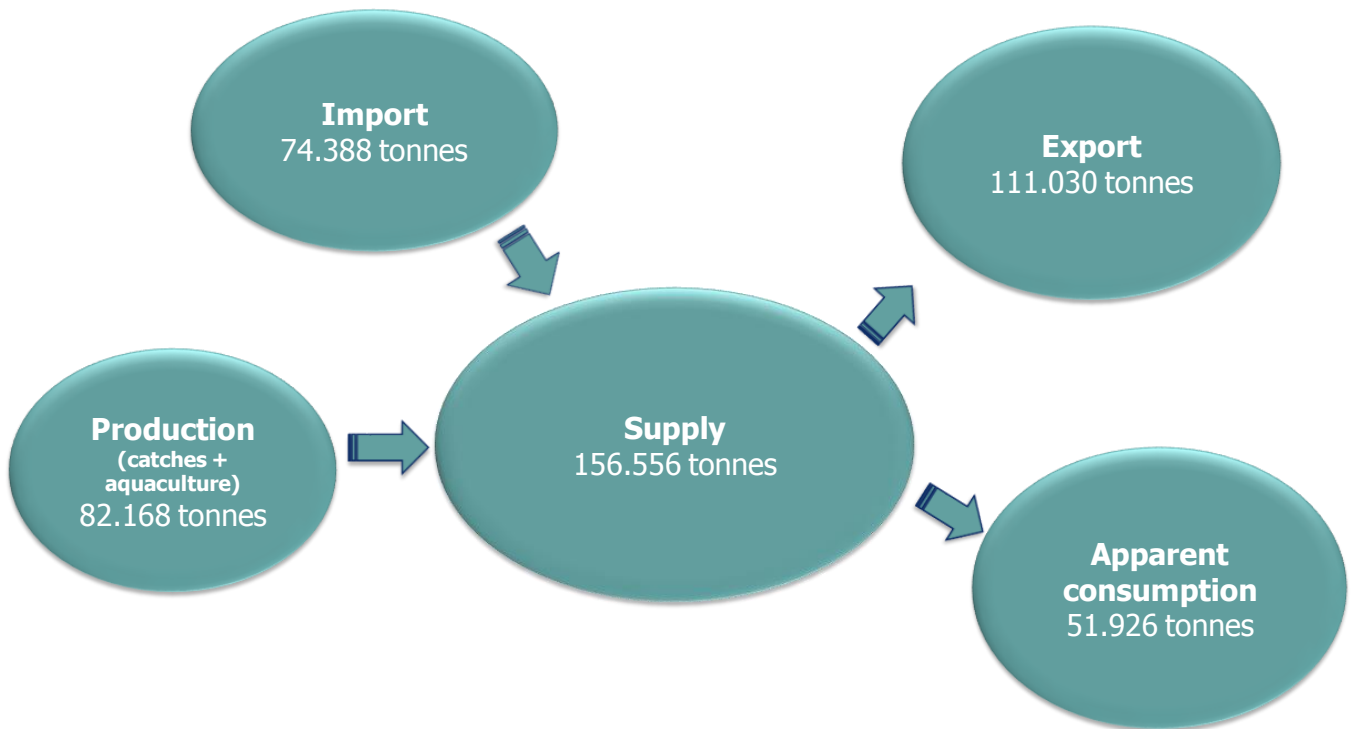 Import
74.388 tonnes
Export
111.030 tonnes
Production
(catches +
aquaculture)
82.168 tonnes
Supply
156.556 tonnes
Apparent
consumption
51.926 tonnes